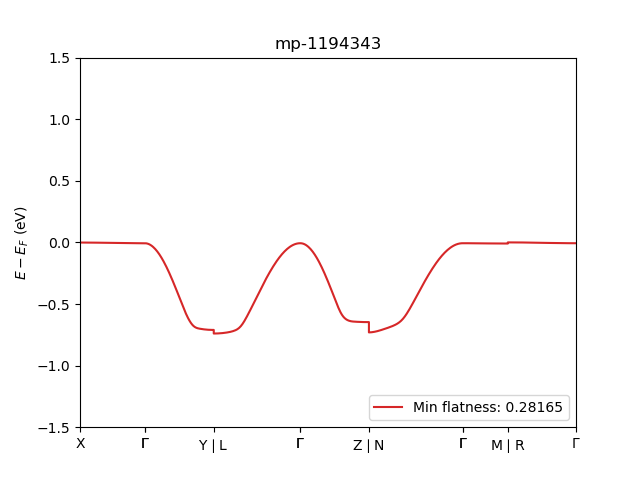 mp-1194343
1.5
1.0
0.5
0.0
−0.5
−1.0
−1.5
E − E_F (eV)
Min flatness: 0.28165
X Γ Y | L Γ Z | N Γ M | R Γ